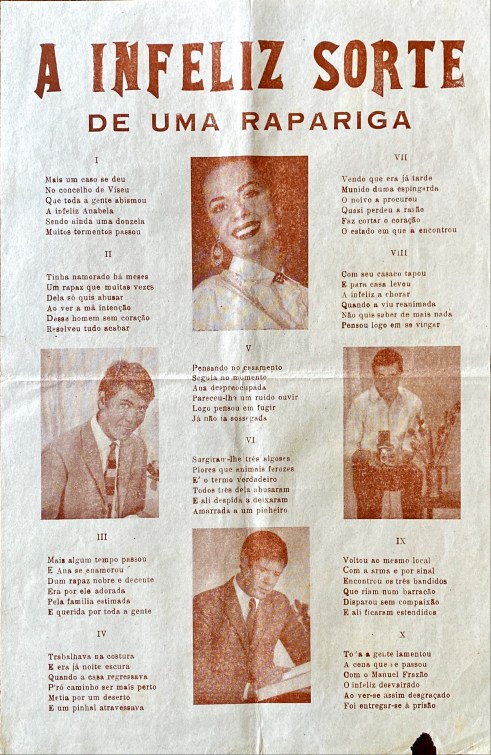 A INFELIZ SORTE
DE UMA RAPARIGA
I
Mais um caso se deu
No concelho de Viseu
Que toda a gente abismou
A infeliz Anabela
Sendo ainda uma donzela
Muitos tormentos passou
II
Tinha namorado há meses
Um rapaz que muitas vezes
Dela só quis abusar
Ao ver a má intenção
Desse homem sem coração
Resolveu tudo acabar
III
Mais algum tempo passou
E Ana se enamorou
Dum rapaz nobre e decente
Era por ele adorada
Pela família estimada
E querida por toda a gente
IV
Trabalhava na costura
E era já noite escura
Quando a casa regressava
P'ró caminho ser mais perto
Metia por um deserto
E um pinhal atravessava
V
Pensando no casamento
Seguia no momento
Ana despreocupada
Pareceu-lhe um ruído ouvir
Logo pensou em fugir
Já não ia sossegada
VI
Surgiram-lhe três algoses
Piores que animais ferozes
E' o termo verdadeiro
Todos três dela abusaram
E ali despida a deixaram
Amarrada a um pinheiro
VII
Vendo que era já tarde
Munido duma espingarda
O noivo a procurou
Quasi perdeu a razão
Faz cortar o coração
O estado em que a encontrou
VIII
Com seu casaco tapou
E para casa levou
A infeliz a chorar
Quando a viu reanimada
Não quis saber de mais nada
Pensou logo em se vingar
IX
Voltou ao mesmo local
Com a arma e por sinal
Encontrou os três bandidos
Que riam num barracão
Disparou sem compaixão
E ali ficaram estendidos
X
To a a gente lamentou
A cena que se passou
Com o Manuel Frazão
O infeliz desvairado
Ao ver-se assim desgraçado
Foi entregar-se à prisão